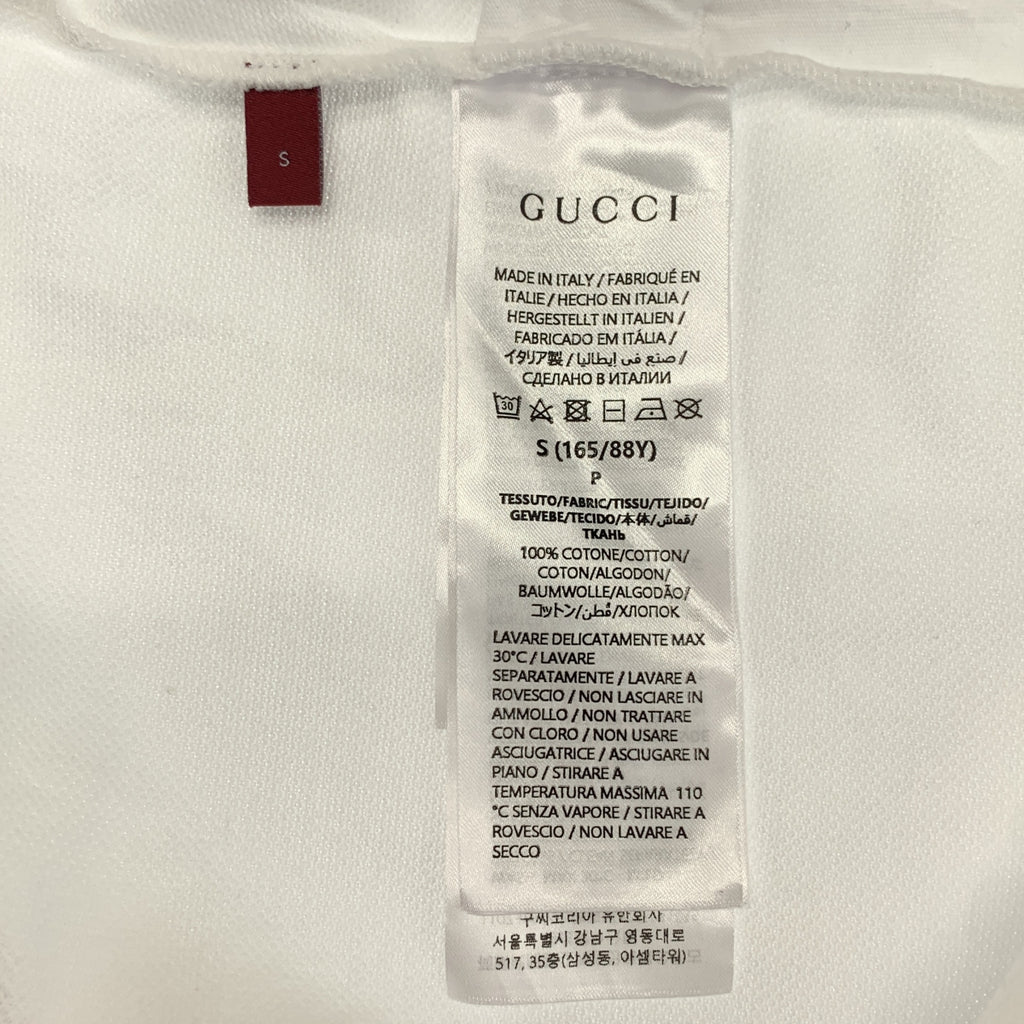 S
GUCCI
MADE IN ITALY / FABRIQUÉ EN
ITALIE / HECHO EN ITALIA /
HERGESTELLT IN ITALIEN /
FABRICADO EM ITÁLIA /
イタリア製 / صنع في إيطاليا /
СДЕЛАНО В ИТАЛИИ
30
S (165/88Y)
P
TESSUTO/FABRIC/TISSU/TEJIDO/
GEWEBE/TECIDO/本体/قماش/
ТКАНЬ
100% COTONE/COTTON/
COTON/ALGODON/
BAUMWOLLE/ALGODÃO/
コットン/قُطن/ХЛОПОК
LAVARE DELICATAMENTE MAX
30°C / LAVARE
SEPARATAMENTE / LAVARE A
ROVESCIO / NON LASCIARE IN
AMMOLLO / NON TRATTARE
CON CLORO / NON USARE
ASCIUGATRICE / ASCIUGARE IN
PIANO / STIRARE A
TEMPERATURA MASSIMA 110
°C SENZA VAPORE / STIRARE A
ROVESCIO / NON LAVARE A
SECCO
구찌코리아 유한회사
서울특별시 강남구 영동대로
517, 35층(삼성동, 아셈타워)